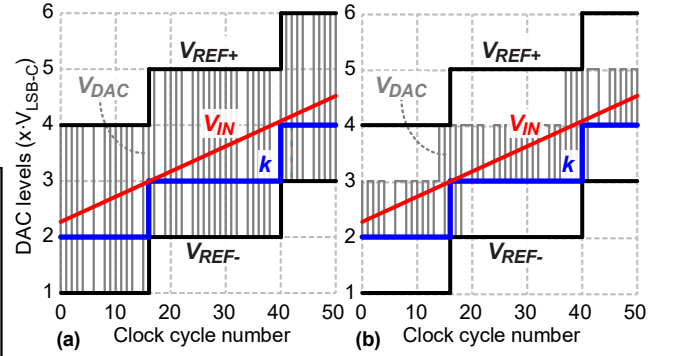 DAC levels (x·V_LSB-C)
6
5
4
3
2
1
V_REF+
V_DAC
V_IN
k
V_REF-
0 10 20 30 40 50
(a) Clock cycle number
6
5
4
3
2
1
V_REF+
V_DAC
V_IN
k
V_REF-
0 10 20 30 40 50
(b) Clock cycle number